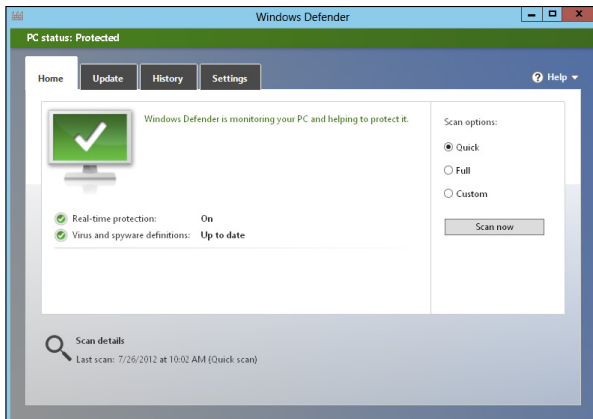 Windows Defender
PC status: Protected
Home Update History Settings Help
Windows Defender is monitoring your PC and helping to protect it.
Real-time protection: On
Virus and spyware definitions: Up to date
Scan options:
Quick
Full
Custom
Scan now
Scan details
Last scan: 7/26/2012 at 10:02 AM (Quick scan)